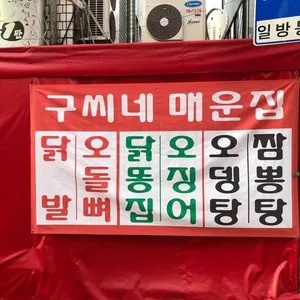 구씨네 매운집
닭발
오돌뼈
닭똥집
오징어
오뎅탕
짬뽕탕
일방통